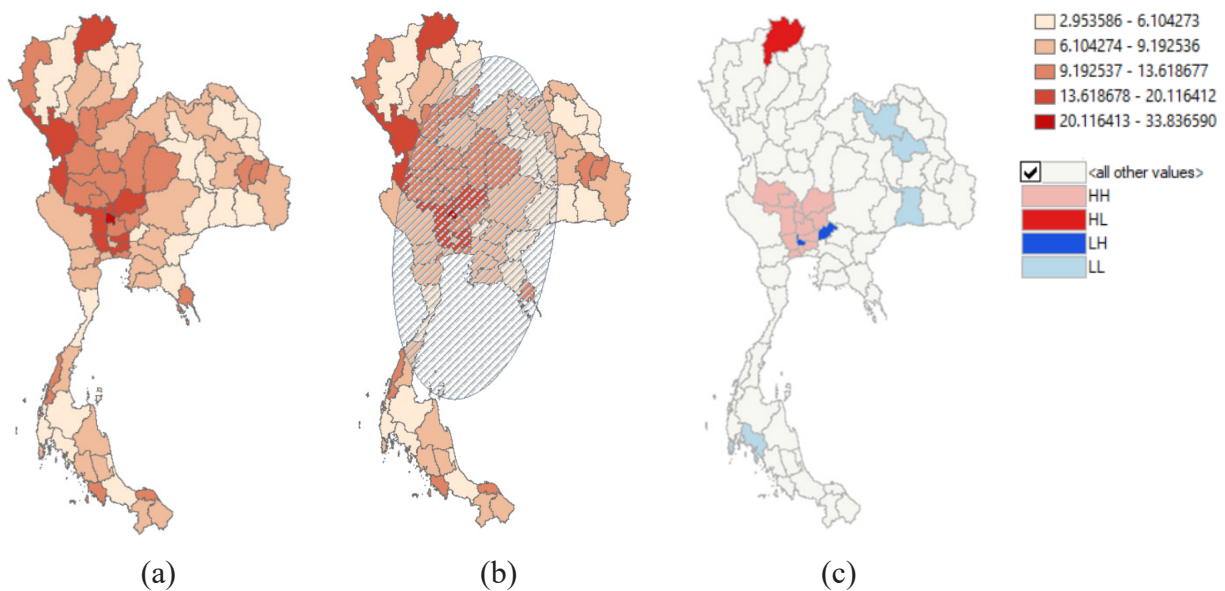 2.953586 - 6.104273
6.104274 - 9.192536
9.192537 - 13.618677
13.618678 - 20.116412
20.116413 - 33.836590
<all other values>
HH
HL
LH
LL
(a)
(b)
(c)